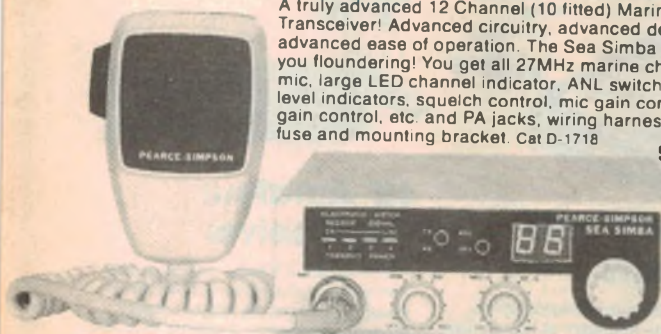 A truly advanced 12 Channel (10 fitted) Marin
Transceiver! Advanced circuitry, advanced de
advanced ease of operation. The Sea Simba
you floundering! You get all 27MHz marine ch
mic, large LED channel indicator, ANL switch
level indicators, squelch control, mic gain con
gain control, etc. and PA jacks, wiring harnes
fuse and mounting bracket. Cat D-1718
PEARCE-SIMPSON
PEARCE-SIMPSON
SEA SIMBA
88